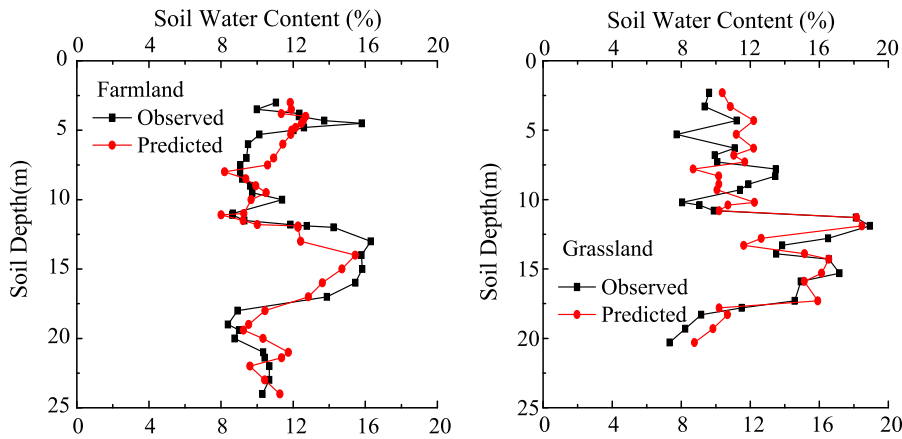 Soil Water Content (%)
0 4 8 12 16 20
0
5
10
15
20
25
Soil Depth(m)
Farmland
Observed
Predicted
0 4 8 12 16 20
Soil Water Content (%)
0 4 8 12 16 20
0
5
10
15
20
25
Soil Depth(m)
Grassland
Observed
Predicted
0 4 8 12 16 20